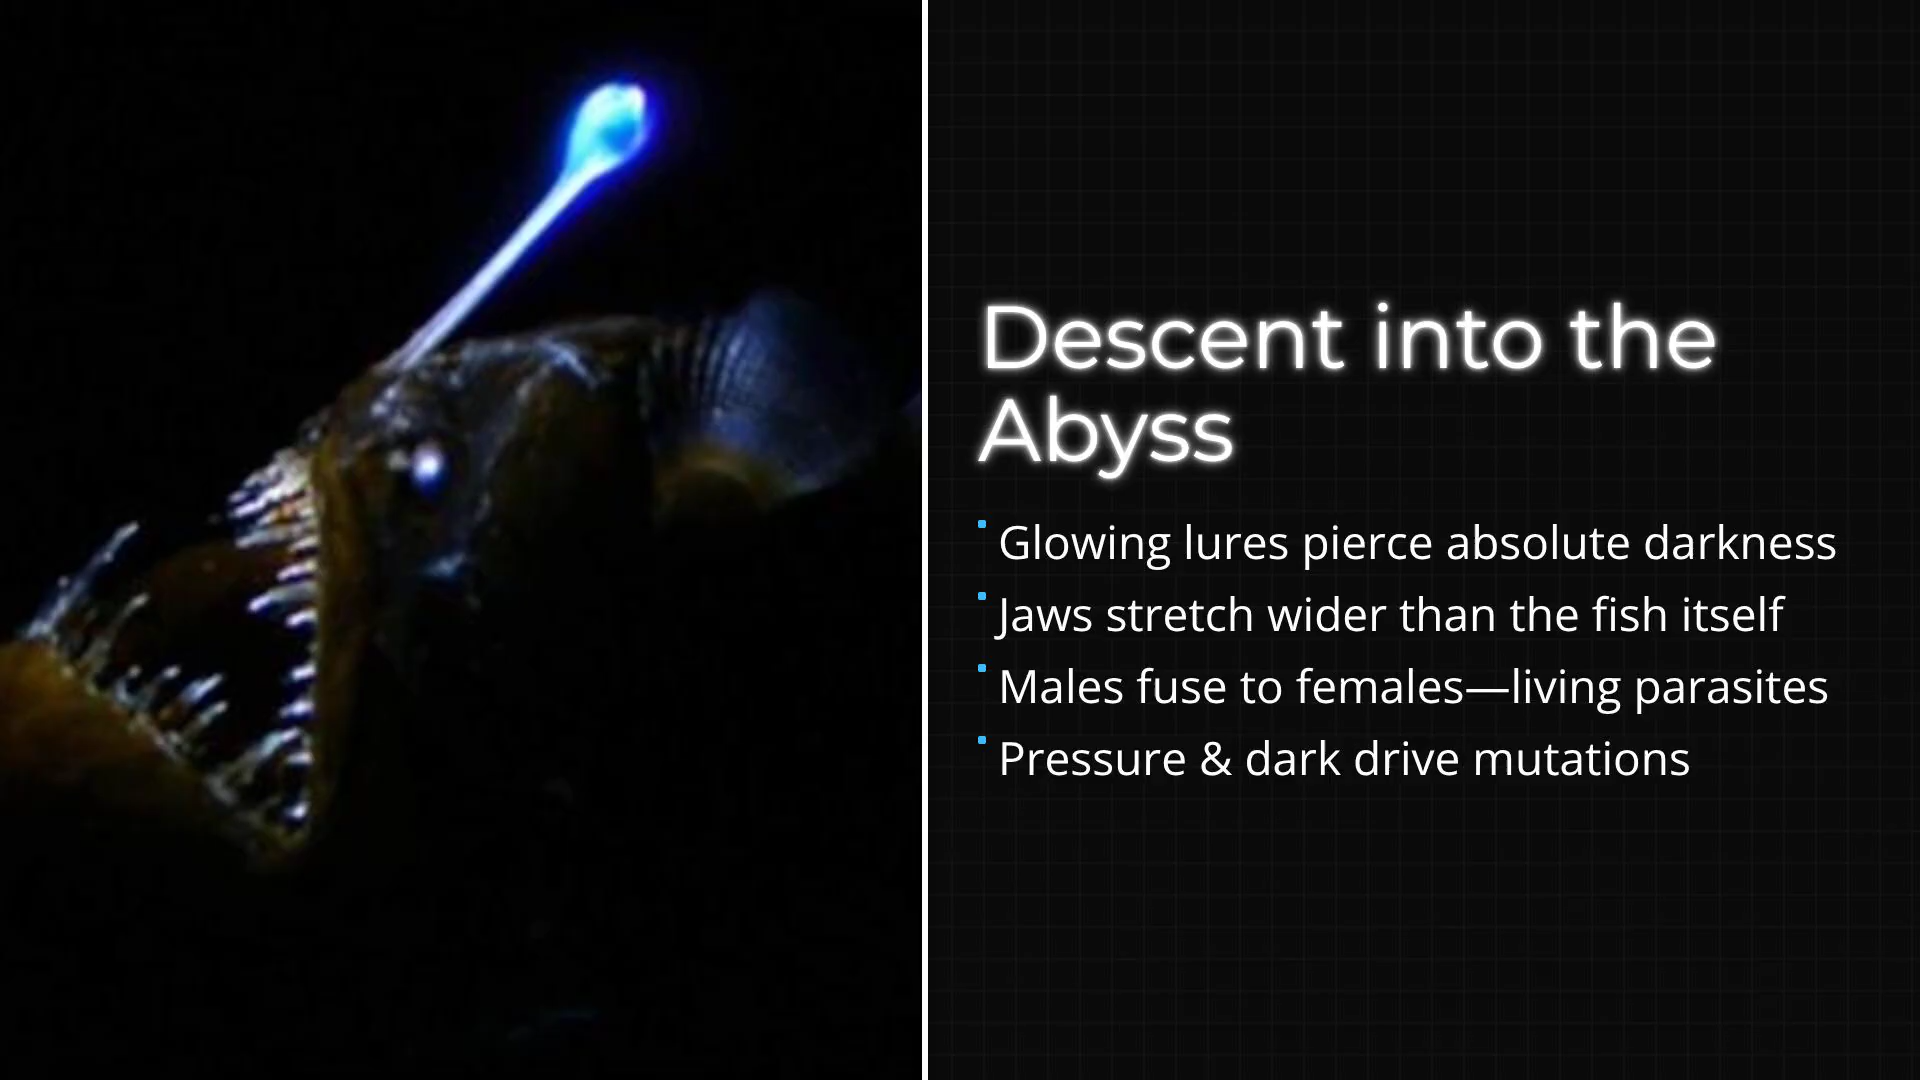 Descent into the
Abyss
Glowing lures pierce absolute darkness
Jaws stretch wider than the fish itself
Males fuse to females—living parasites
Pressure & dark drive mutations